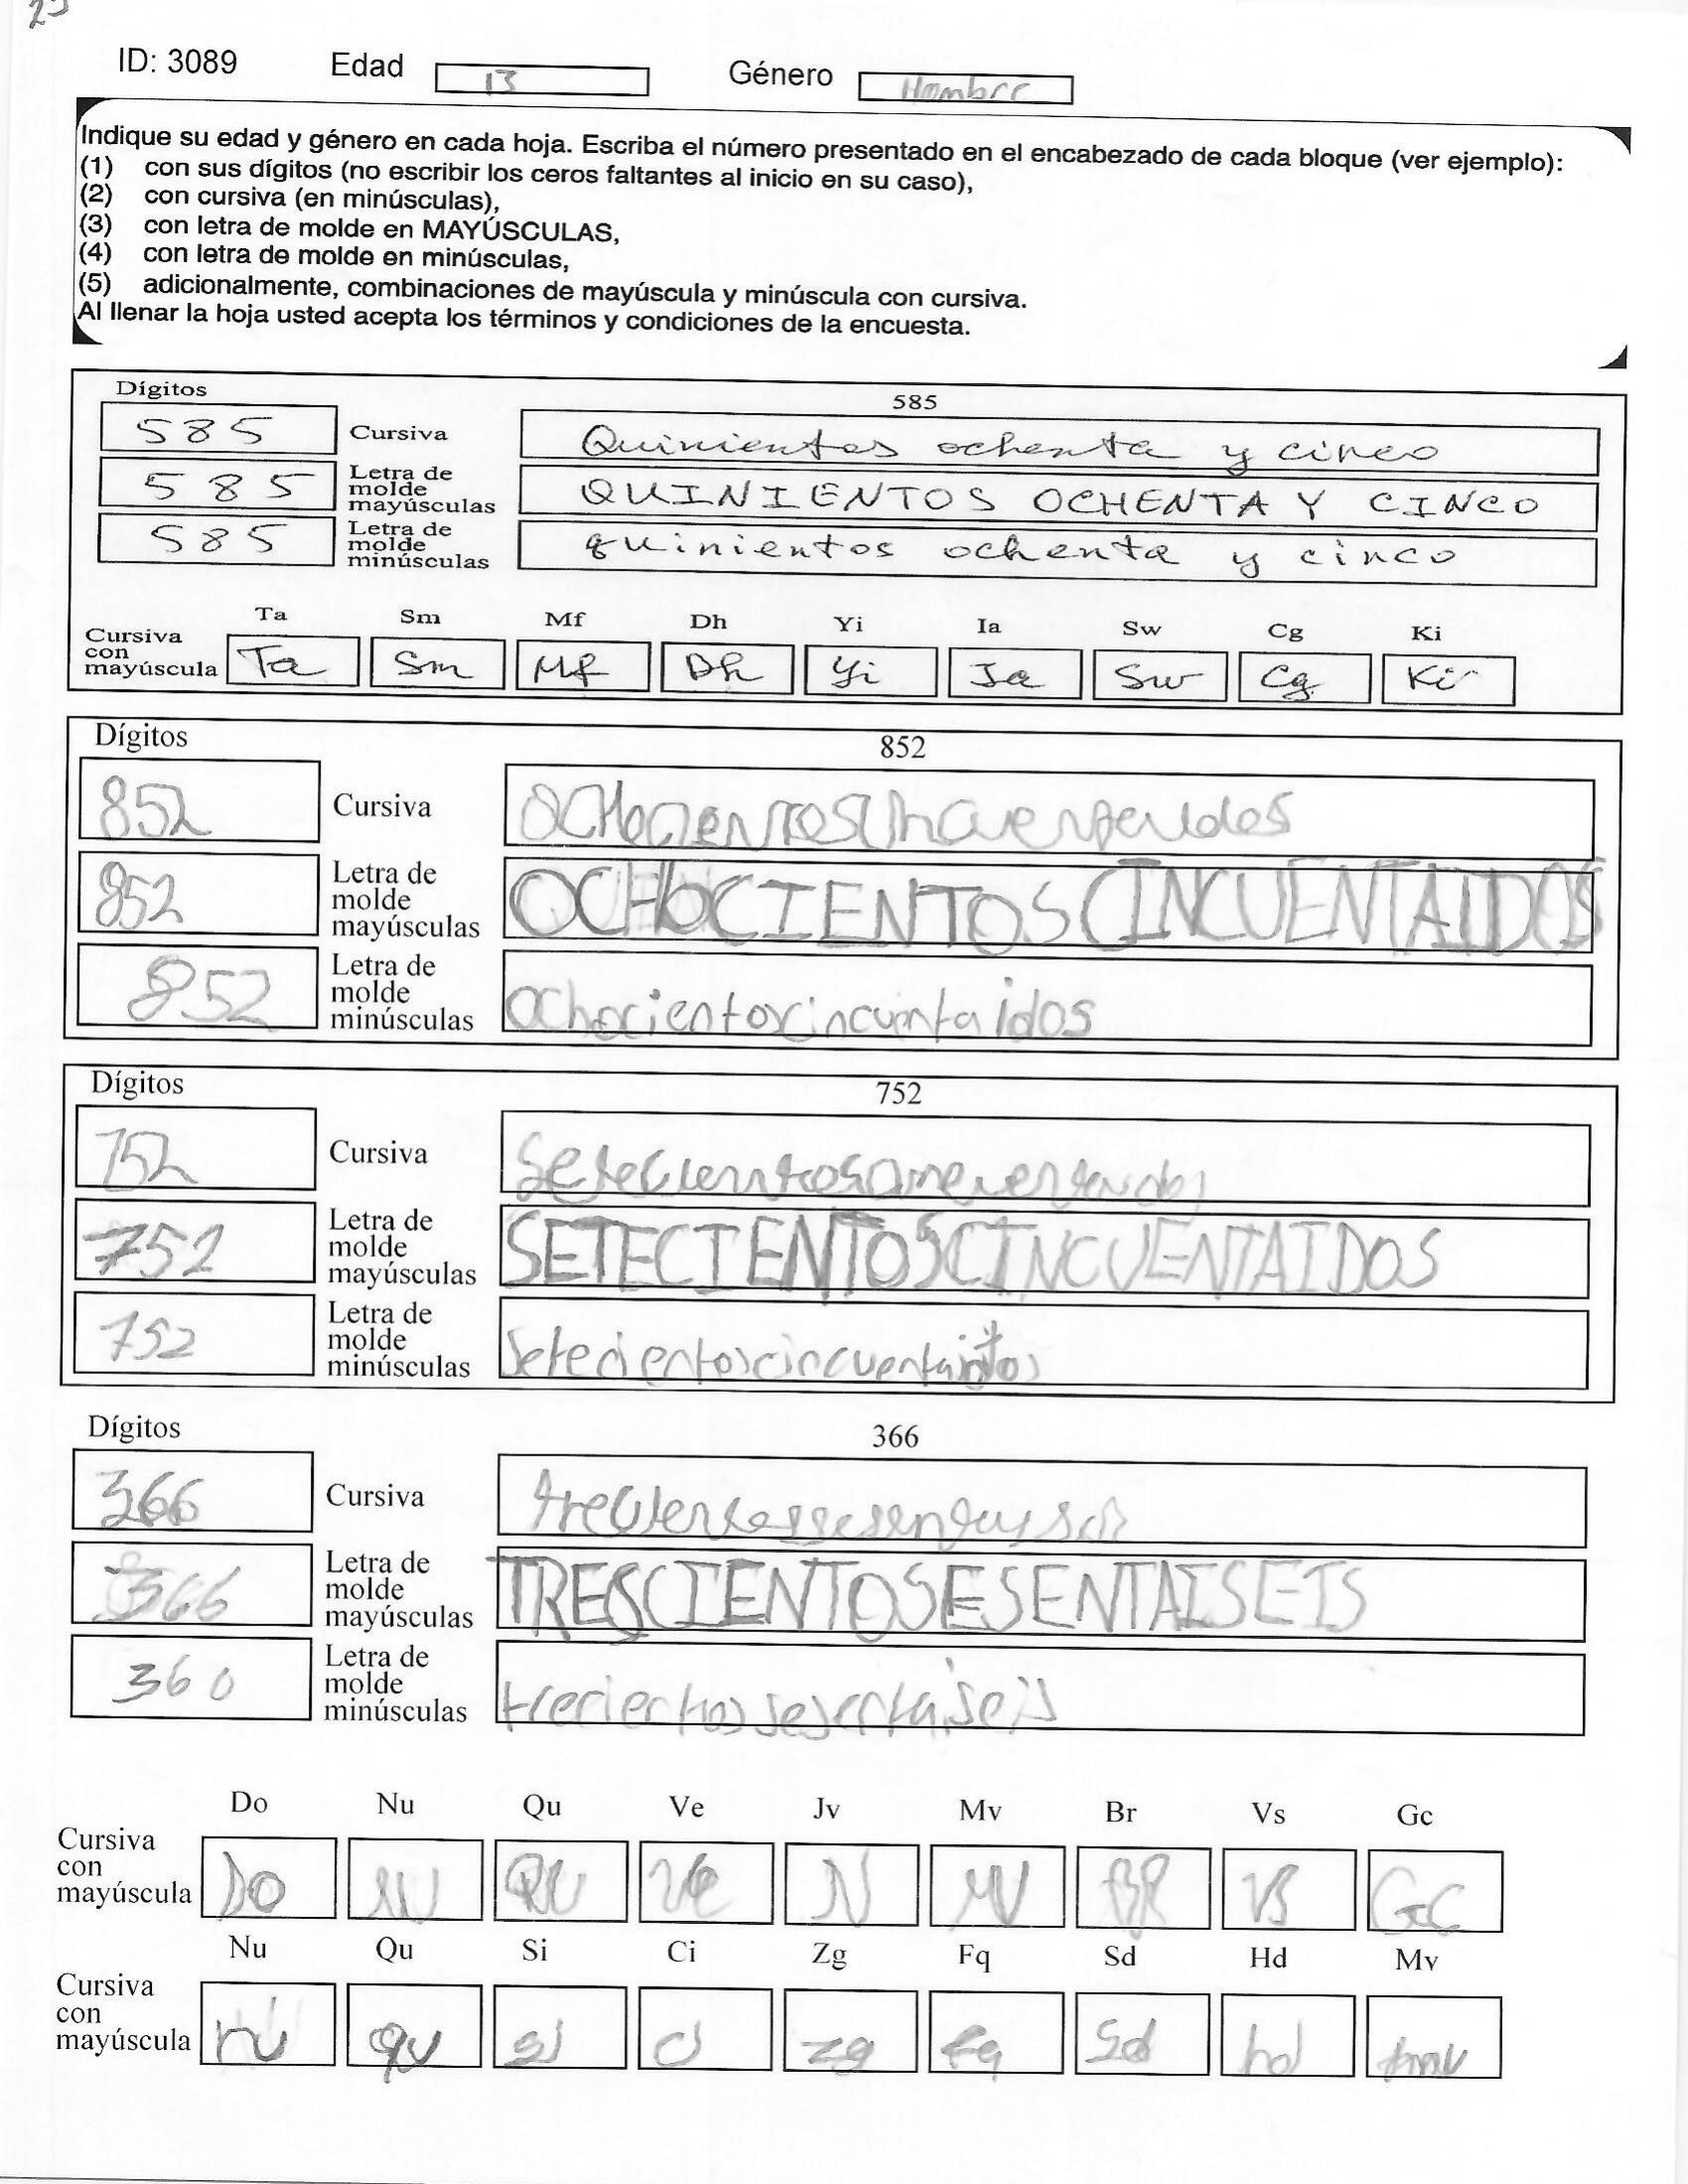 25
ID: 3089 Edad 13 Género Hombre
Indique su edad y género en cada hoja. Escriba el número presentado en el encabezado de cada bloque (ver ejemplo):
(1) con sus dígitos (no escribir los ceros faltantes al inicio en su caso),
(2) con cursiva (en minúsculas),
(3) con letra de molde en MAYÚSCULAS,
(4) con letra de molde en minúsculas,
(5) adicionalmente, combinaciones de mayúscula y minúscula con cursiva.
Al llenar la hoja usted acepta los términos y condiciones de la encuesta.
Dígitos 585
585 Cursiva Quinientos ochenta y cinco
585 Letra de molde mayúsculas QUINIENTOS OCHENTA Y CINCO
585 Letra de molde minúsculas quinientos ochenta y cinco
Ta Sm Mf Dh Yi Ia Sw Cg Ki
Cursiva con mayúscula Ta Sm Mf Dh Yi Ia Sw Cg Ki
Dígitos 852
852 Cursiva
852 Letra de molde mayúsculas OCHOCIENTOS CINCUENTAIDOS
852 Letra de molde minúsculas
Dígitos 752
752 Cursiva
752 Letra de molde mayúsculas SETECIENTOSCINCUENTAIDOS
752 Letra de molde minúsculas
Dígitos 366
366 Cursiva
366 Letra de molde mayúsculas TRESCIENTOSESENTAISEIS
360 Letra de molde minúsculas
Do Nu Qu Ve Jv Mv Br Vs Gc
Cursiva con mayúscula DO NU QU Ve MV BR VS GC
Nu Qu Si Ci Zg Fq Sd Hd Mv
Cursiva con mayúscula nu qu si ci zg fq Sd hd mv